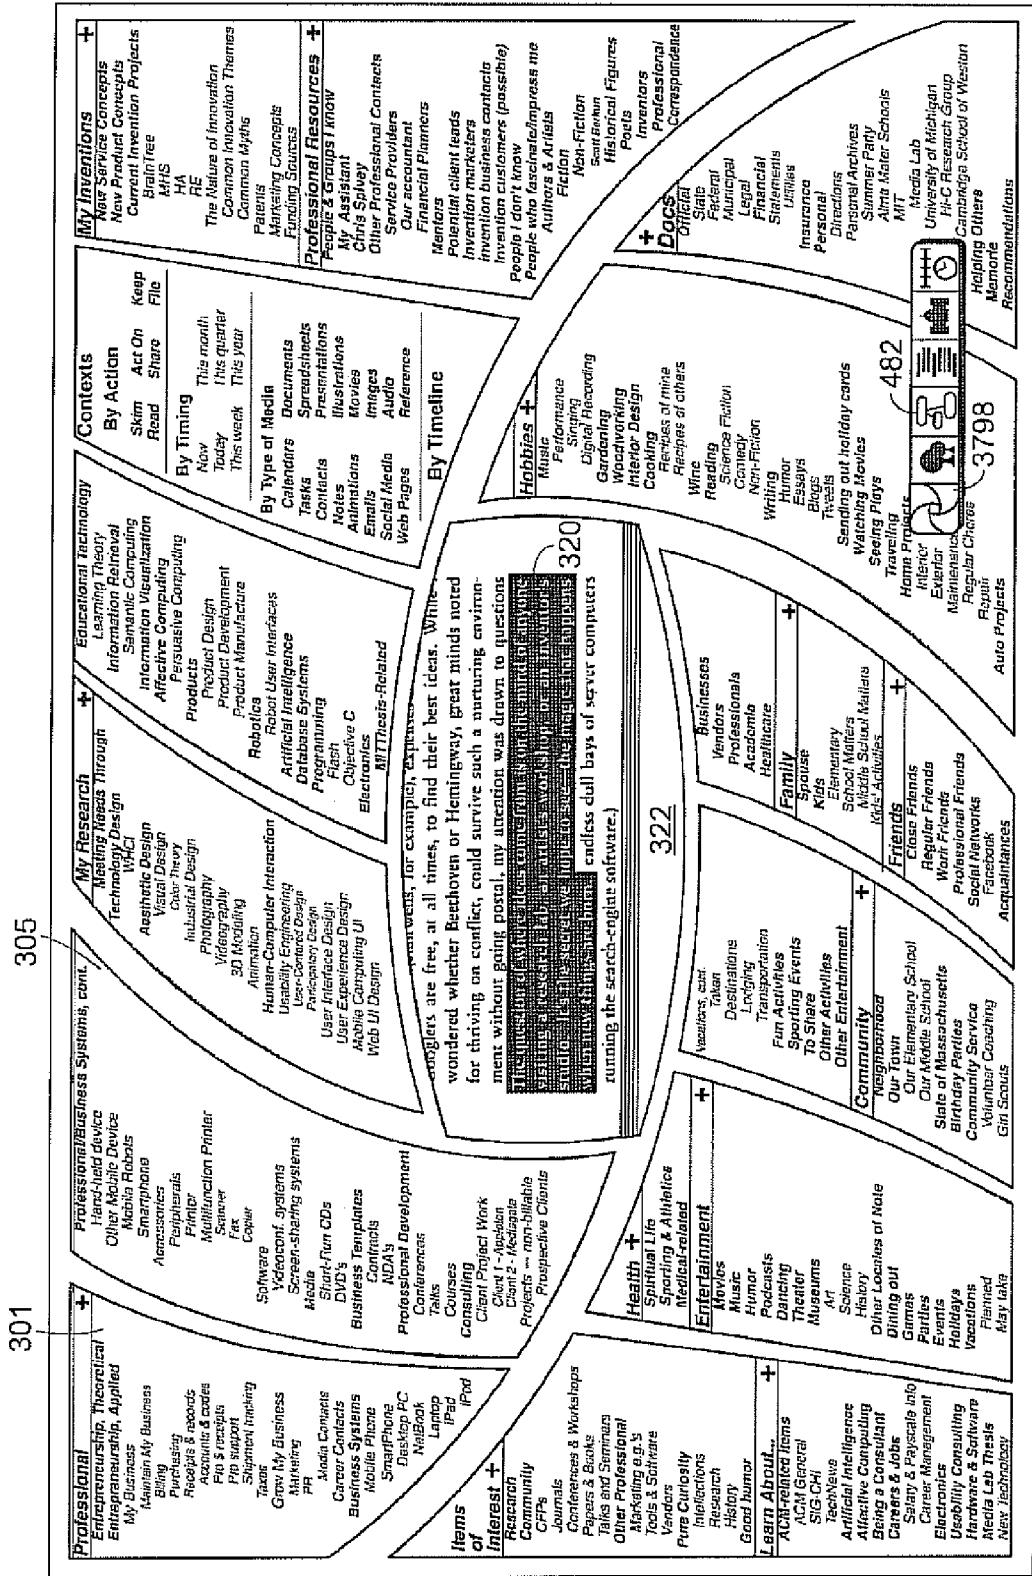 301
305
Professional +
Entrepreneurship, Theoretical
Entrepreneurship, Applied
My Business
Maintain My Business
Billing
Purchasing
Receipts & records
Accounts & codes
Ptp $ receipts
Ptp support
Shipment tracking
Taxes
Grow My Business
Marketing
PR
Media Contacts
Career Contacts
Business Systems
Mobile Phone
SmartPhone
Desktop PC
NetBook
Laptop
iPad
iPod
Professional/Business Systems, cont.
Hand-held device
Other Mobile Device
Mobile Robots
Smartphone
Accessories
Peripherals
Printer
Multifunction Printer
Scanner
Fax
Copier
Software
Videoconf. systems
Screen-sharing systems
Media
Short-Run CDs
DVD's
Business Templates
Contracts
NDA's
Professional Development
Conferences
Talks
Courses
Consulting
Client Project Work
Client 1 - Appleton
Client 2 - Mediagate
Projects --- non-billable
Prospective Clients
My Research +
Meeting Needs Through
Technology Design
WHCI
Aesthetic Design
Visual Design
Color Theory
Industrial Design
Photography
Videography
3D Modeling
Animation
Human-Computer Interaction
Usability Engineering
User-Centered Design
Participatory Design
User Interface Design
User Experience Design
Mobile Computing UI
Web UI Design
Educational Technology
Learning Theory
Information Retrieval
Semantic Computing
Information Visualization
Affective Computing
Persuasive Computing
Products
Product Design
Product Development
Product Manufacture
Robotics
Robot User Interfaces
Artificial Intelligence
Database Systems
Programming
Flash
Objective C
Electronics
MITThesis-Related
Contexts
By Action
Skim Act On Keep
Read Share File
By Timing
Now This month
Today This quarter
This week This year
By Type of Media
Calendars Documents
Tasks Spreadsheets
Contacts Presentations
Notes Illustrations
Animations Movies
Emails Images
Social Media Audio
Web Pages Reference
By Timeline
My Inventions +
New Service Concepts
New Product Concepts
Current Invention Projects
BrainTree
MHS
HA
RE
The Nature of Innovation
Common Innovation Themes
Common Myths
Patents
Marketing Concepts
Funding Sources
Professional Resources +
People & Groups I know
My Assistant
Chris Spivey
Other Professional Contacts
Service Providers
Our accountant
Financial Planners
Mentors
Potential client leads
Invention marketers
Invention business contacts
Invention customers (possible)
People I don't know
People who fascinate/impress me
Authors & Artists
Fiction
Non-Fiction
Scott Berkun
Historical Figures
Poets
Inventors
Professional
Correspondence
for example),
Googlers are free, at all times, to find their best ideas. While
wondered whether Beethoven or Hemingway, great minds noted
for thriving on conflict, could survive such a nurturing environ-
ment without going postal, my attention was drawn to questions
endless dull bays of server computers
running the search-engine software.)
320
322
Items
of
Interest +
Research
Community
CFPs
Journals
Conferences & Workshops
Papers & Books
Talks and Seminars
Other Professional
Marketing e.g.'s
Tools & Software
Vendors
Pure Curiosity
Intellections
Research
History
Good humor
Learn About... +
ACM-related items
ACM General
SIG-CHI
TechNews
Artificial Intelligence
Affective Computing
Being a Consultant
Careers & Jobs
Salary & Payscale Info
Career Management
Electronics
Usability Consulting
Hardware & Software
Media Lab Thesis
New Technology
Health +
Spiritual Life
Sporting & Athletics
Medical-related
Entertainment +
Movies
Music
Humor
Podcasts
Dancing
Theater
Museums
Art
Science
History
Other Locales of Note
Dining out
Games
Parties
Events
Holidays
Vacations
Planned
May take
Vacations, cont.
Taken
Destinations
Lodging
Transportation
Fun Activities
Sporting Events
To Share
Other Activities
Other Entertainment
Community +
Neighborhood
Our Town
Our Elementary School
Our Middle School
State of Massachusetts
Birthday Parties
Community Service
Volunteer Coaching
Girl Scouts
Businesses
Vendors
Professionals
Academia
Healthcare
Family +
Spouse
Kids
Elementary
School Matters
Middle School Matters
Kids' Activities
Friends +
Close Friends
Regular Friends
Work Friends
Professional Friends
Social Networks
Facebook
Acquaintances
Hobbies +
Music
Performance
Singing
Digital Recording
Gardening
Woodworking
Interior Design
Cooking
Recipes of mine
Recipes of others
Wine
Reading
Science Fiction
Comedy
Non-Fiction
Writing
Humor
Essays
Blogs
Tweets
Sending out holiday cards
Watching Movies
Seeing Plays
Traveling
Home Projects
Interior
Exterior
Maintenance
Regular Chores
Repair
Auto Projects
482
3798
+
Docs
Official
State
Federal
Municipal
Legal
Financial
Statements
Utilities
Insurance
Personal
Directions
Personal Archives
Summer Party
Alma Mater Schools
MIT
Media Lab
University of Michigan
Hi-C Research Group
Cambridge School of Weston
Helping Others
Memorie
Recommendations